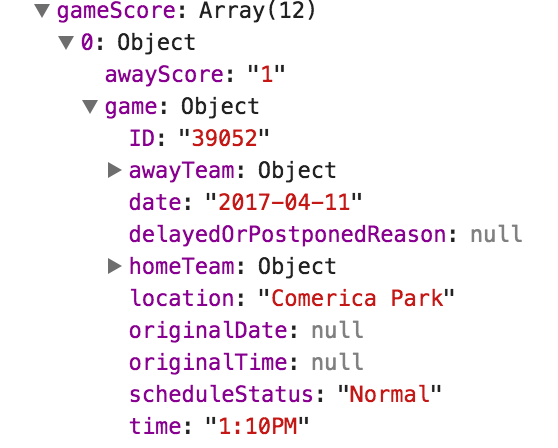 ▼ gameScore: Array(12)
▼ 0: Object
awayScore: "1"
▼ game: Object
ID: "39052"
▶ awayTeam: Object
date: "2017-04-11"
delayedOrPostponedReason: null
▶ homeTeam: Object
location: "Comerica Park"
originalDate: null
originalTime: null
scheduleStatus: "Normal"
time: "1:10PM"